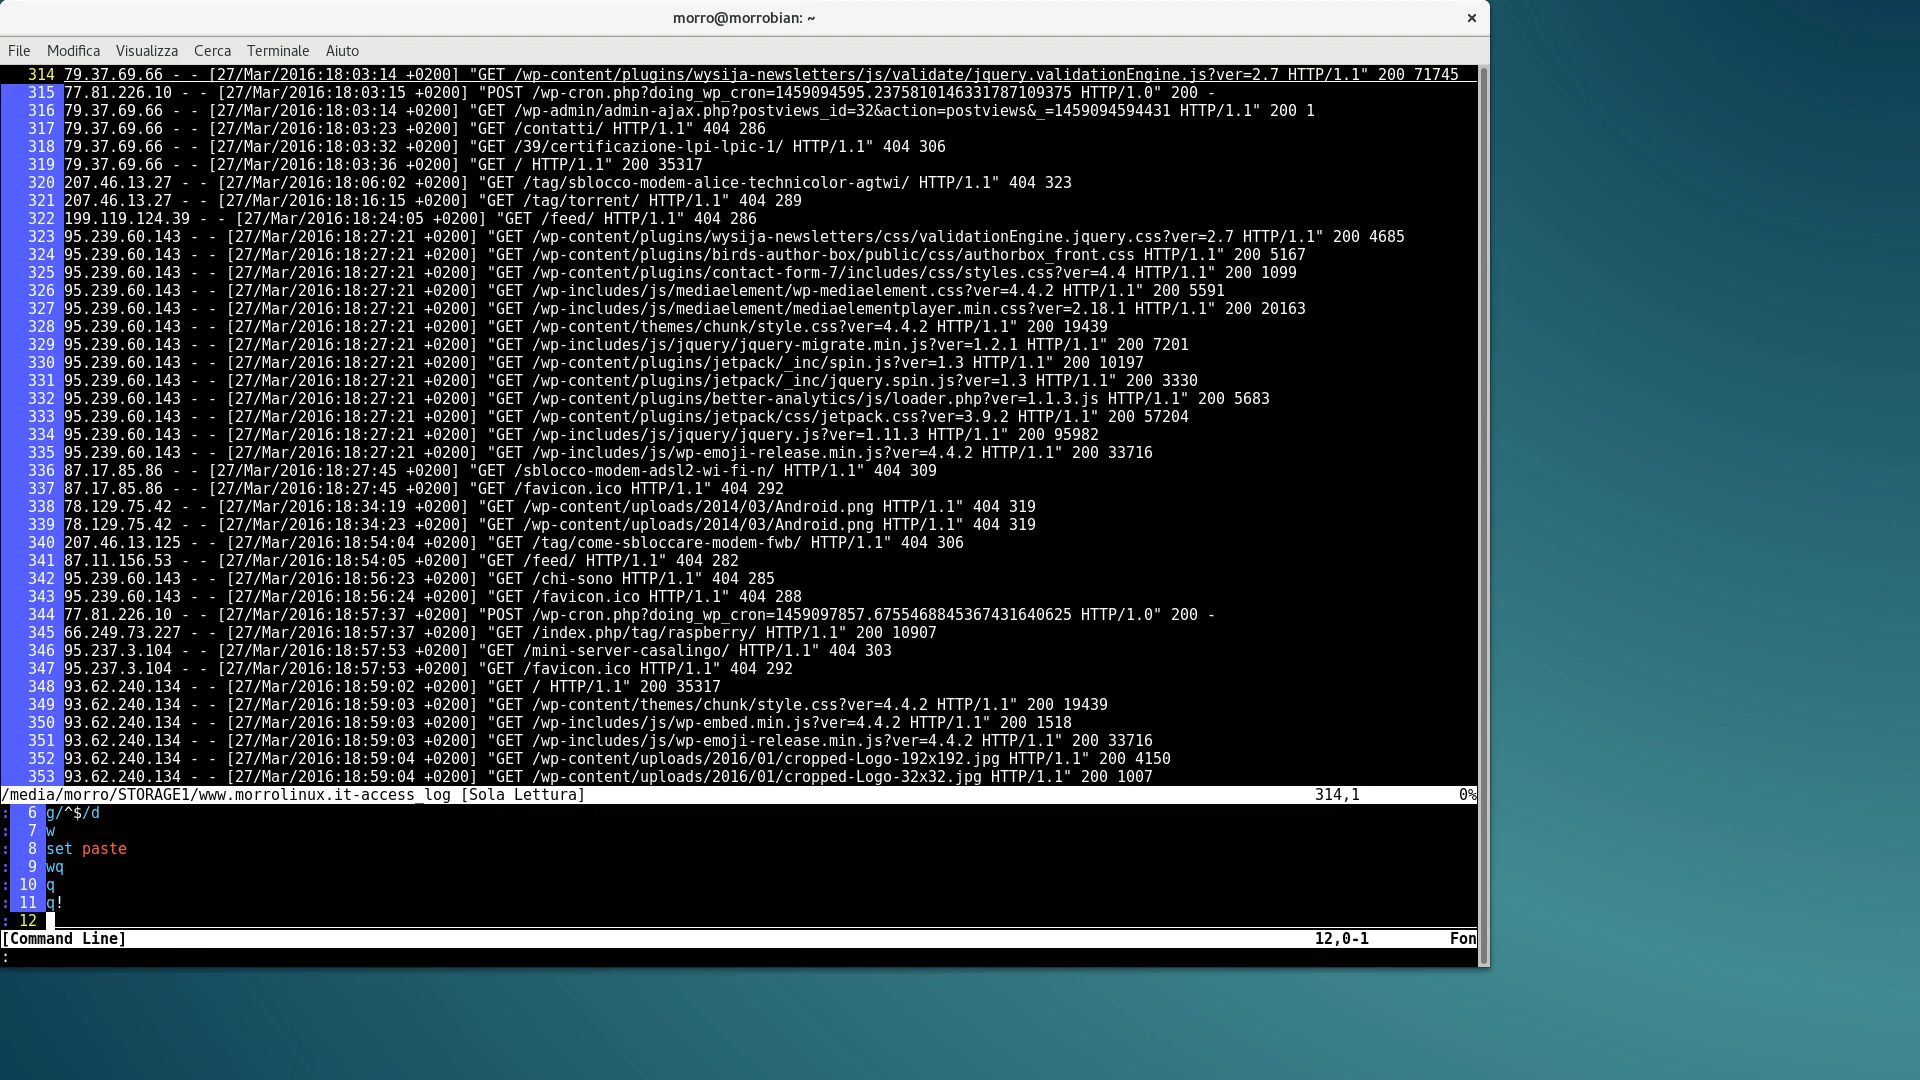 morro@morrobian: ~ ×
File Modifica Visualizza Cerca Terminale Aiuto
314 79.37.69.66 - - [27/Mar/2016:18:03:14 +0200] "GET /wp-content/plugins/wysija-newsletters/js/validate/jquery.validationEngine.js?ver=2.7 HTTP/1.1" 200 71745
315 77.81.226.10 - - [27/Mar/2016:18:03:15 +0200] "POST /wp-cron.php?doing_wp_cron=1459094595.2375810146331787109375 HTTP/1.0" 200 -
316 79.37.69.66 - - [27/Mar/2016:18:03:14 +0200] "GET /wp-admin/admin-ajax.php?postviews_id=32&action=postviews&_=1459094594431 HTTP/1.1" 200 1
317 79.37.69.66 - - [27/Mar/2016:18:03:23 +0200] "GET /contatti/ HTTP/1.1" 404 286
318 79.37.69.66 - - [27/Mar/2016:18:03:32 +0200] "GET /39/certificazione-lpi-lpic-1/ HTTP/1.1" 404 306
319 79.37.69.66 - - [27/Mar/2016:18:03:36 +0200] "GET / HTTP/1.1" 200 35317
320 207.46.13.27 - - [27/Mar/2016:18:06:02 +0200] "GET /tag/sblocco-modem-alice-technicolor-agtwi/ HTTP/1.1" 404 323
321 207.46.13.27 - - [27/Mar/2016:18:16:15 +0200] "GET /tag/torrent/ HTTP/1.1" 404 289
322 199.119.124.39 - - [27/Mar/2016:18:24:05 +0200] "GET /feed/ HTTP/1.1" 404 286
323 95.239.60.143 - - [27/Mar/2016:18:27:21 +0200] "GET /wp-content/plugins/wysija-newsletters/css/validationEngine.jquery.css?ver=2.7 HTTP/1.1" 200 4685
324 95.239.60.143 - - [27/Mar/2016:18:27:21 +0200] "GET /wp-content/plugins/birds-author-box/public/css/authorbox_front.css HTTP/1.1" 200 5167
325 95.239.60.143 - - [27/Mar/2016:18:27:21 +0200] "GET /wp-content/plugins/contact-form-7/includes/css/styles.css?ver=4.4 HTTP/1.1" 200 1099
326 95.239.60.143 - - [27/Mar/2016:18:27:21 +0200] "GET /wp-includes/js/mediaelement/wp-mediaelement.css?ver=4.4.2 HTTP/1.1" 200 5591
327 95.239.60.143 - - [27/Mar/2016:18:27:21 +0200] "GET /wp-includes/js/mediaelement/mediaelementplayer.min.css?ver=2.18.1 HTTP/1.1" 200 20163
328 95.239.60.143 - - [27/Mar/2016:18:27:21 +0200] "GET /wp-content/themes/chunk/style.css?ver=4.4.2 HTTP/1.1" 200 19439
329 95.239.60.143 - - [27/Mar/2016:18:27:21 +0200] "GET /wp-includes/js/jquery/jquery-migrate.min.js?ver=1.2.1 HTTP/1.1" 200 7201
330 95.239.60.143 - - [27/Mar/2016:18:27:21 +0200] "GET /wp-content/plugins/jetpack/_inc/spin.js?ver=1.3 HTTP/1.1" 200 10197
331 95.239.60.143 - - [27/Mar/2016:18:27:21 +0200] "GET /wp-content/plugins/jetpack/_inc/jquery.spin.js?ver=1.3 HTTP/1.1" 200 3330
332 95.239.60.143 - - [27/Mar/2016:18:27:21 +0200] "GET /wp-content/plugins/better-analytics/js/loader.php?ver=1.1.3.js HTTP/1.1" 200 5683
333 95.239.60.143 - - [27/Mar/2016:18:27:21 +0200] "GET /wp-content/plugins/jetpack/css/jetpack.css?ver=3.9.2 HTTP/1.1" 200 57204
334 95.239.60.143 - - [27/Mar/2016:18:27:21 +0200] "GET /wp-includes/js/jquery/jquery.js?ver=1.11.3 HTTP/1.1" 200 95982
335 95.239.60.143 - - [27/Mar/2016:18:27:21 +0200] "GET /wp-includes/js/wp-emoji-release.min.js?ver=4.4.2 HTTP/1.1" 200 33716
336 87.17.85.86 - - [27/Mar/2016:18:27:45 +0200] "GET /sblocco-modem-adsl2-wi-fi-n/ HTTP/1.1" 404 309
337 87.17.85.86 - - [27/Mar/2016:18:27:45 +0200] "GET /favicon.ico HTTP/1.1" 404 292
338 78.129.75.42 - - [27/Mar/2016:18:34:19 +0200] "GET /wp-content/uploads/2014/03/Android.png HTTP/1.1" 404 319
339 78.129.75.42 - - [27/Mar/2016:18:34:23 +0200] "GET /wp-content/uploads/2014/03/Android.png HTTP/1.1" 404 319
340 207.46.13.125 - - [27/Mar/2016:18:54:04 +0200] "GET /tag/come-sbloccare-modem-fwb/ HTTP/1.1" 404 306
341 87.11.156.53 - - [27/Mar/2016:18:54:05 +0200] "GET /feed/ HTTP/1.1" 404 282
342 95.239.60.143 - - [27/Mar/2016:18:56:23 +0200] "GET /chi-sono HTTP/1.1" 404 285
343 95.239.60.143 - - [27/Mar/2016:18:56:24 +0200] "GET /favicon.ico HTTP/1.1" 404 288
344 77.81.226.10 - - [27/Mar/2016:18:57:37 +0200] "POST /wp-cron.php?doing_wp_cron=1459097857.6755468845367431640625 HTTP/1.0" 200 -
345 66.249.73.227 - - [27/Mar/2016:18:57:37 +0200] "GET /index.php/tag/raspberry/ HTTP/1.1" 200 10907
346 95.237.3.104 - - [27/Mar/2016:18:57:53 +0200] "GET /mini-server-casalingo/ HTTP/1.1" 404 303
347 95.237.3.104 - - [27/Mar/2016:18:57:53 +0200] "GET /favicon.ico HTTP/1.1" 404 292
348 93.62.240.134 - - [27/Mar/2016:18:59:02 +0200] "GET / HTTP/1.1" 200 35317
349 93.62.240.134 - - [27/Mar/2016:18:59:03 +0200] "GET /wp-content/themes/chunk/style.css?ver=4.4.2 HTTP/1.1" 200 19439
350 93.62.240.134 - - [27/Mar/2016:18:59:03 +0200] "GET /wp-includes/js/wp-embed.min.js?ver=4.4.2 HTTP/1.1" 200 1518
351 93.62.240.134 - - [27/Mar/2016:18:59:03 +0200] "GET /wp-includes/js/wp-emoji-release.min.js?ver=4.4.2 HTTP/1.1" 200 33716
352 93.62.240.134 - - [27/Mar/2016:18:59:04 +0200] "GET /wp-content/uploads/2016/01/cropped-Logo-192x192.jpg HTTP/1.1" 200 4150
353 93.62.240.134 - - [27/Mar/2016:18:59:04 +0200] "GET /wp-content/uploads/2016/01/cropped-Logo-32x32.jpg HTTP/1.1" 200 1007
/media/morro/STORAGE1/www.morrolinux.it-access_log [Sola Lettura] 314,1 0%
: 6 g/^$/d
: 7 w
: 8 set paste
: 9 wq
: 10 q
: 11 q!
: 12
[Command Line] 12,0-1 Fon
: